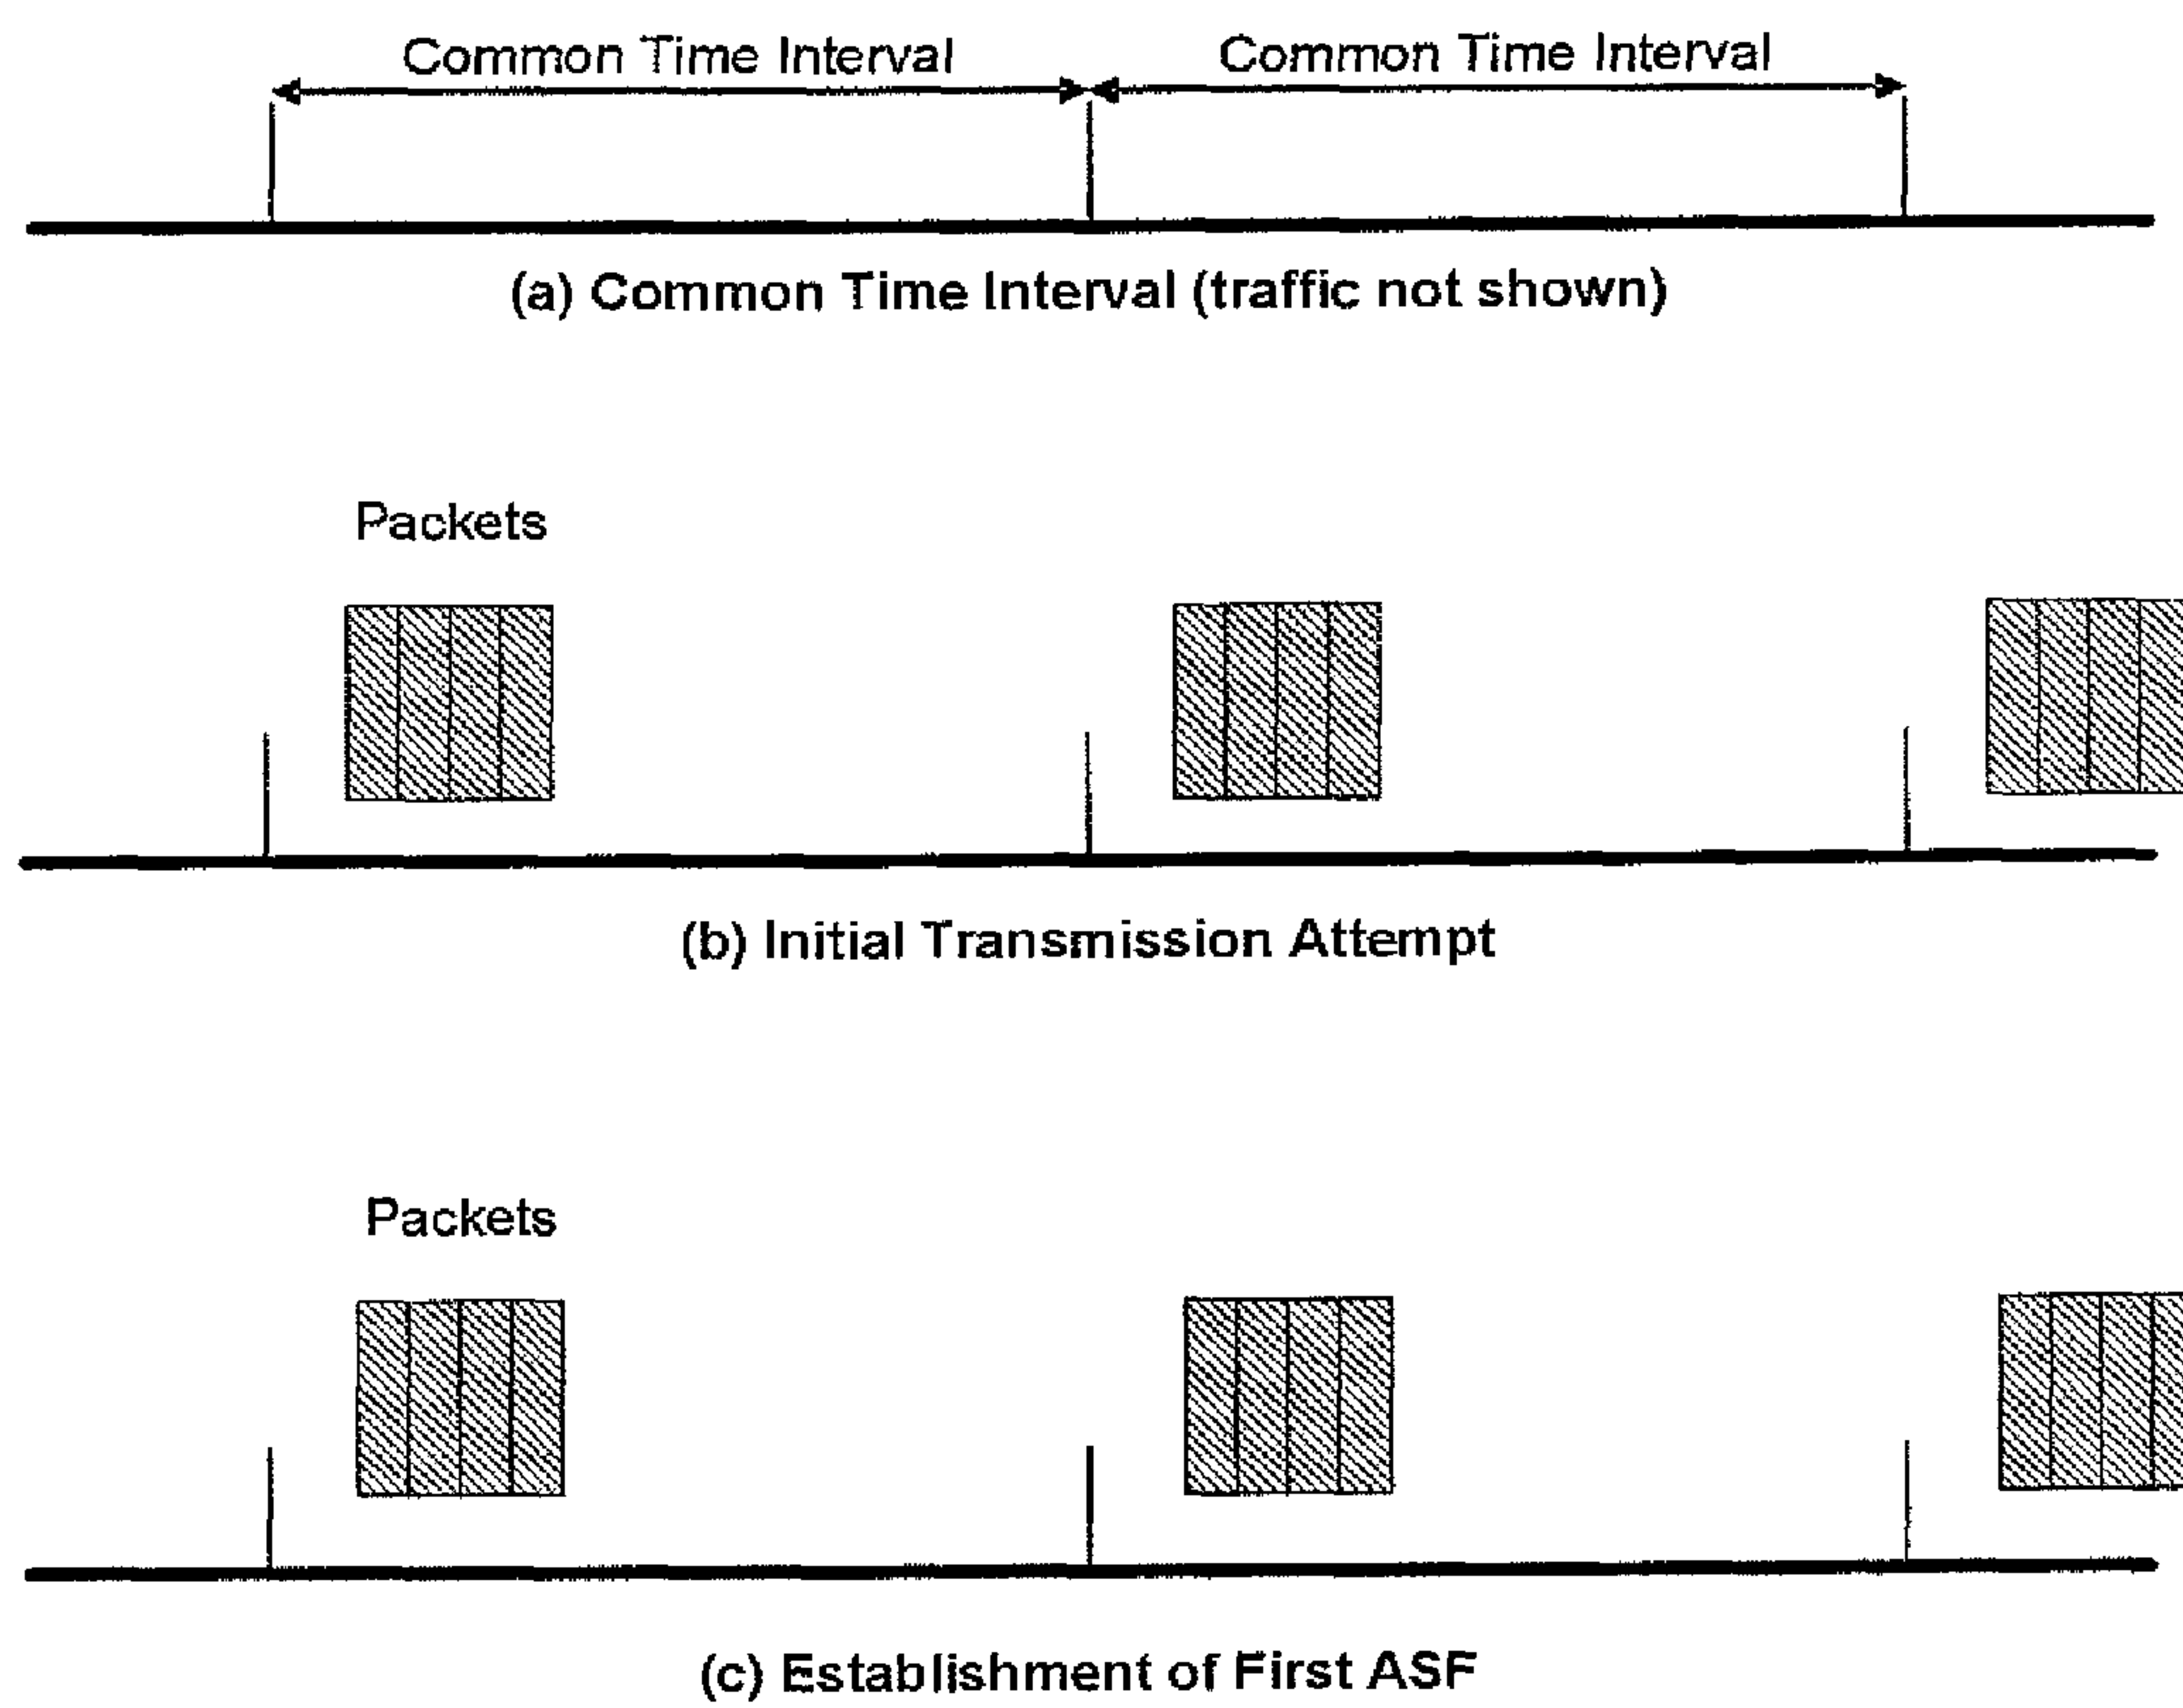 Common Time Interval Common Time Interval
(a) Common Time Interval (traffic not shown)
Packets
(b) Initial Transmission Attempt
Packets
(c) Establishment of First ASF